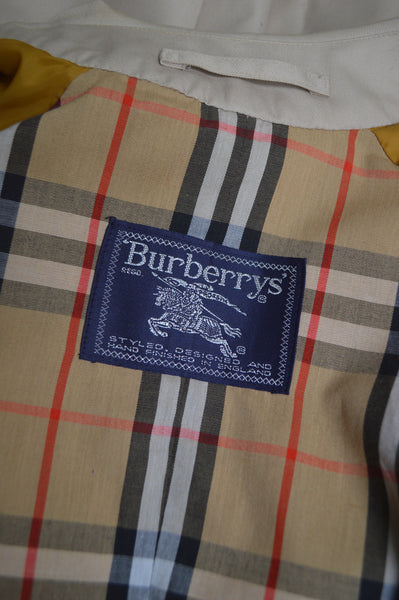 Burberrys'
REGD.
®
®
STYLED, DESIGNED AND
HAND FINISHED IN ENGLAND